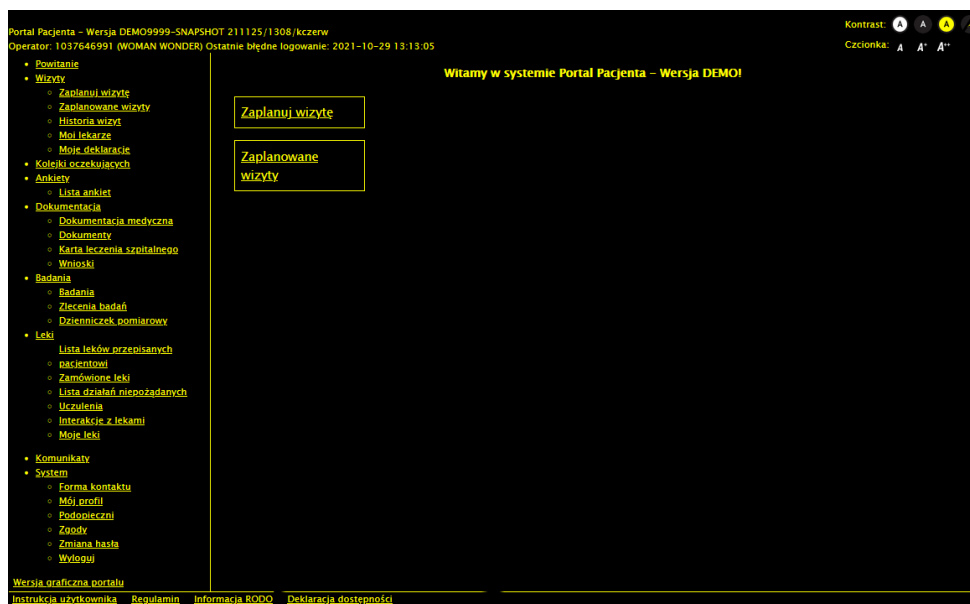 Portal Pacjenta - Wersja DEMO9999-SNAPSHOT 211125/1308/kczerw
Operator: 1037646991 (WOMAN WONDER) Ostatnie błędne logowanie: 2021-10-29 13:13:05
Kontrast: A A A
Czcionka: A A+ A++
Powitanie
Wizyty
Zaplanuj wizytę
Zaplanowane wizyty
Historia wizyt
Moi lekarze
Moje deklaracje
Kolejki oczekujących
Ankiety
Lista ankiet
Dokumentacja
Dokumentacja medyczna
Dokumenty
Karta leczenia szpitalnego
Wnioski
Badania
Badania
Zlecenia badań
Dzienniczek pomiarowy
Leki
Lista leków przepisanych
pacjentowi
Zamówione leki
Lista działań niepożądanych
Uczulenia
Interakcje z lekami
Moje leki
Komunikaty
System
Forma kontaktu
Mój profil
Podopieczni
Zgody
Zmiana hasła
Wyloguj
Wersja graficzna portalu
Witamy w systemie Portal Pacjenta - Wersja DEMO!
Zaplanuj wizytę
Zaplanowane
wizyty
Instrukcja użytkownika Regulamin Informacja RODO Deklaracja dostępności